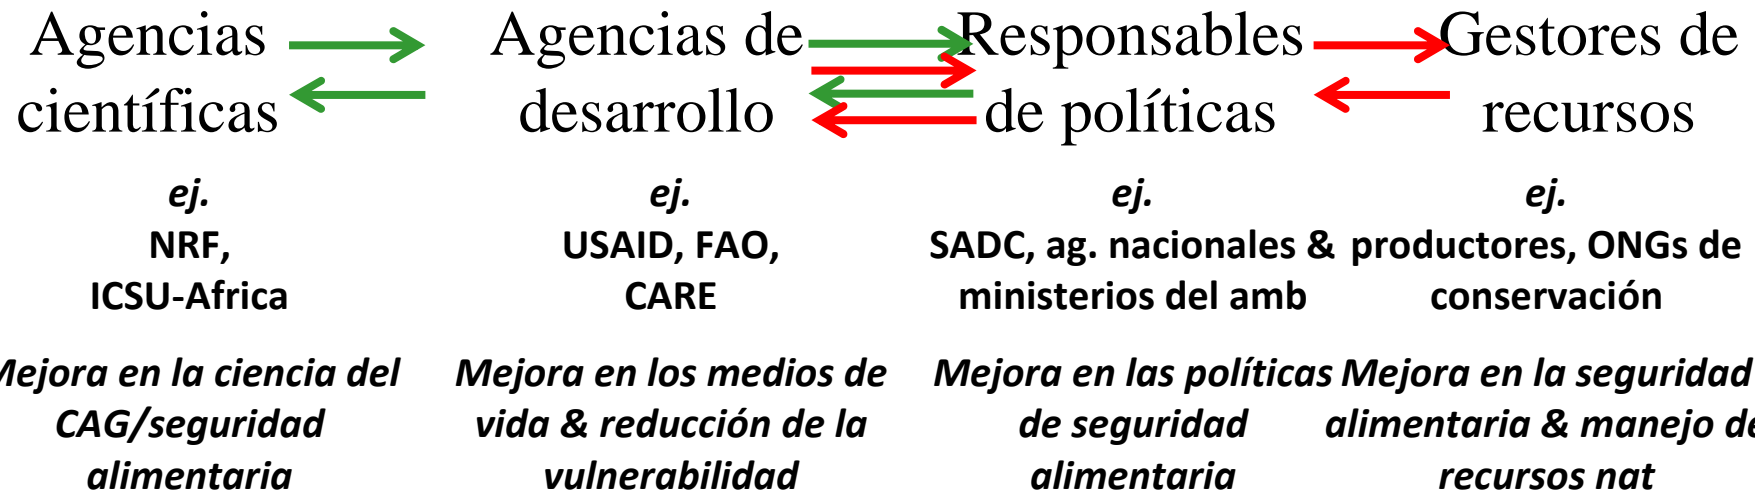 Agencias
científicas
ej.
NRF,
ICSU-Africa
Mejora en la ciencia del
CAG/seguridad
alimentaria
Agencias de
desarrollo
ej.
USAID, FAO,
CARE
Mejora en los medios de
vida & reducción de la
vulnerabilidad
Responsables
de políticas
ej.
SADC, ag. nacionales &
ministerios del amb
Mejora en las políticas
de seguridad
alimentaria
Gestores de
recursos
ej.
productores, ONGs de
conservación
Mejora en la seguridad
alimentaria & manejo de
recursos nat